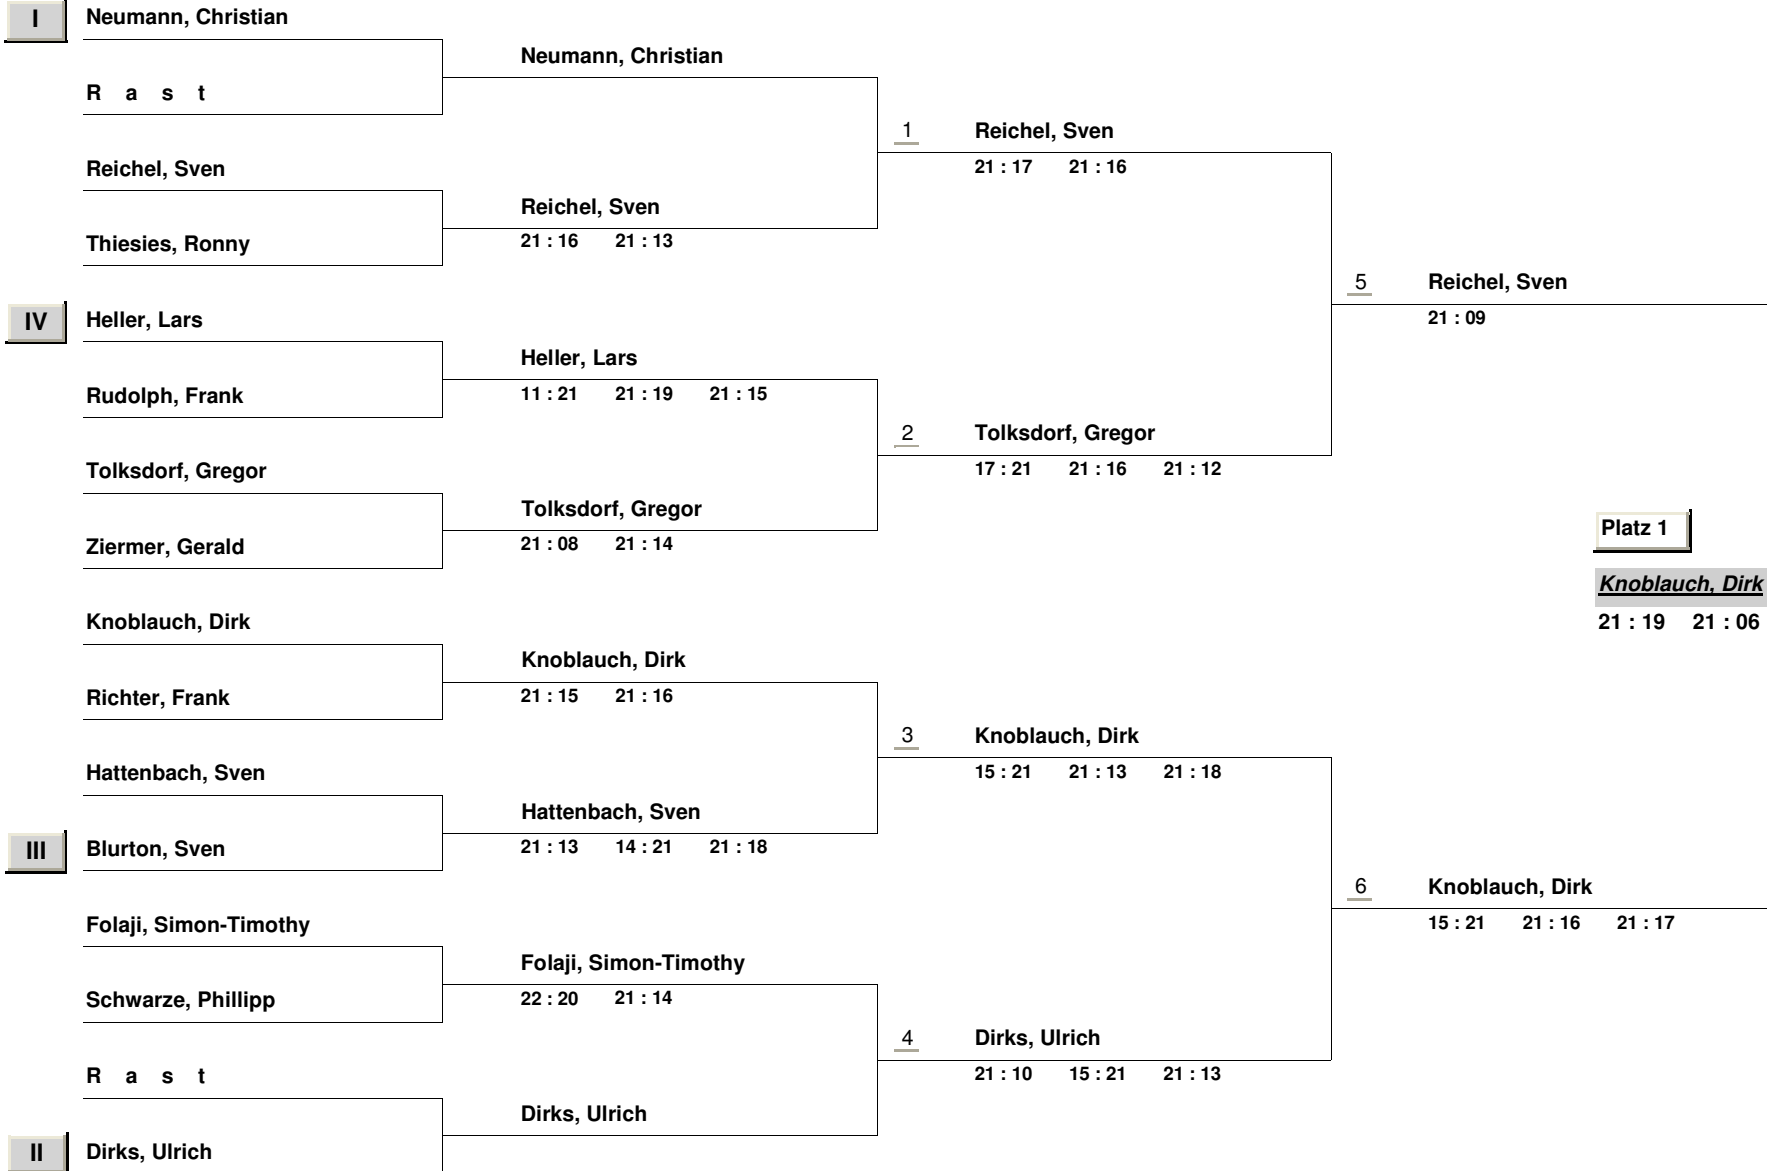 I Neumann, Christian
Neumann, Christian
R a s t
1 Reichel, Sven
Reichel, Sven
21 : 17 21 : 16
Reichel, Sven
Thiesies, Ronny
21 : 16 21 : 13
5 Reichel, Sven
IV Heller, Lars
21 : 09
Heller, Lars
Rudolph, Frank
11 : 21 21 : 19 21 : 15
2 Tolksdorf, Gregor
Tolksdorf, Gregor
17 : 21 21 : 16 21 : 12
Tolksdorf, Gregor
Platz 1
Ziermer, Gerald
21 : 08 21 : 14
Knoblauch, Dirk
Knoblauch, Dirk
21 : 19 21 : 06
Knoblauch, Dirk
Richter, Frank
21 : 15 21 : 16
3 Knoblauch, Dirk
Hattenbach, Sven
15 : 21 21 : 13 21 : 18
Hattenbach, Sven
III Blurton, Sven
21 : 13 14 : 21 21 : 18
6 Knoblauch, Dirk
Folaji, Simon-Timothy
15 : 21 21 : 16 21 : 17
Folaji, Simon-Timothy
Schwarze, Phillipp
22 : 20 21 : 14
4 Dirks, Ulrich
R a s t
21 : 10 15 : 21 21 : 13
Dirks, Ulrich
II Dirks, Ulrich